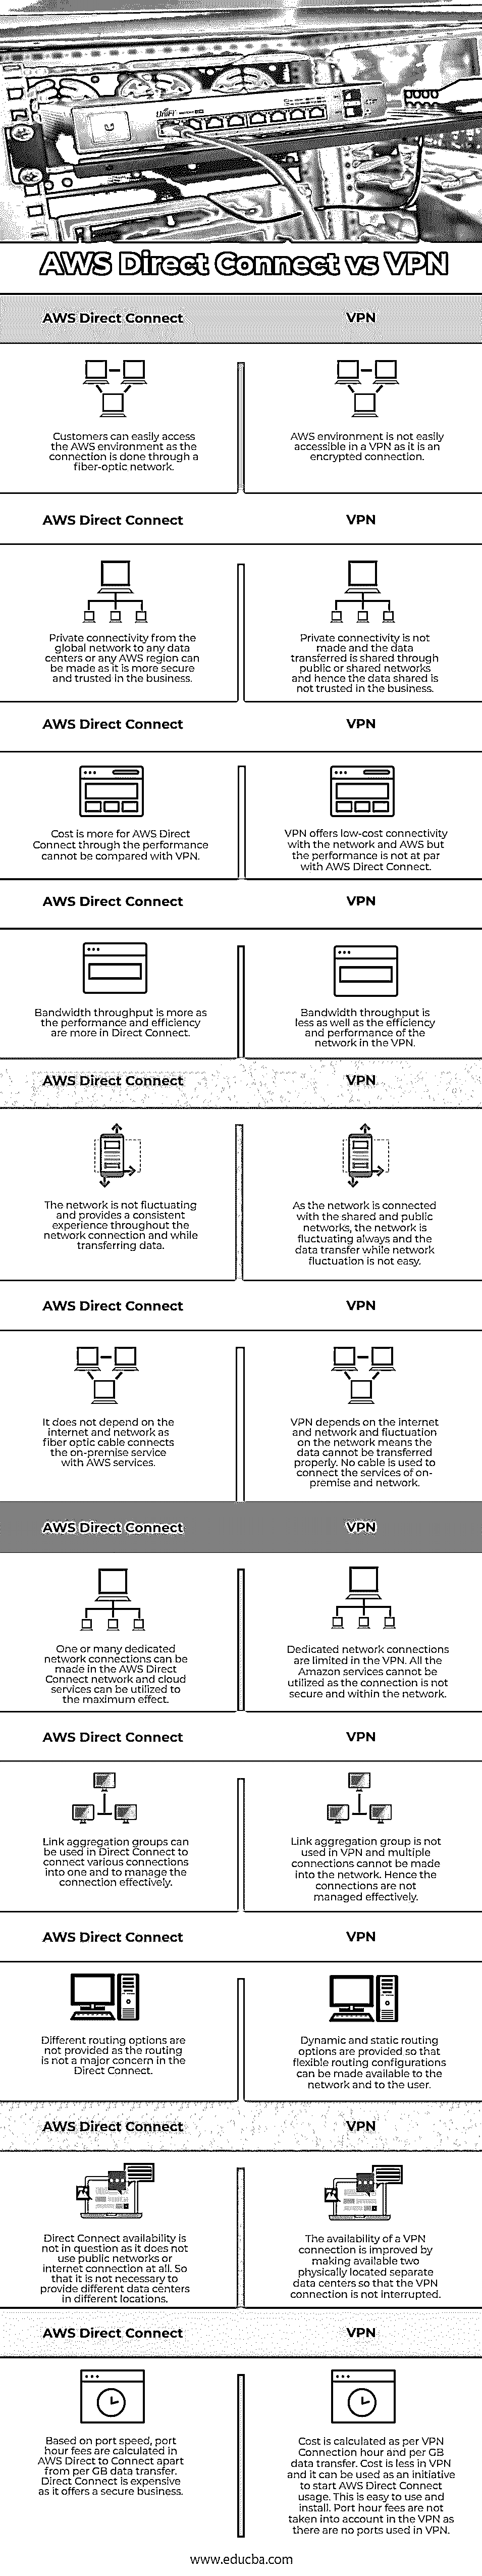 UniFi
AWS Direct Connect vs VPN
AWS Direct Connect VPN
Customers can easily access
the AWS environment as the
connection is done through a
fiber-optic network.
AWS environment is not easily
accessible in a VPN as it is an
encrypted connection.
AWS Direct Connect VPN
Private connectivity from the
global network to any data
centers or any AWS region can
be made as it is more secure
and trusted in the business.
Private connectivity is not
made and the data
transferred is shared through
public or shared networks
and hence the data shared is
not trusted in the business.
AWS Direct Connect VPN
Cost is more for AWS Direct
Connect through the performance
cannot be compared with VPN.
VPN offers low-cost connectivity
with the network and AWS but
the performance is not at par
with AWS Direct Connect.
AWS Direct Connect VPN
Bandwidth throughput is more as
the performance and efficiency
are more in Direct Connect.
Bandwidth throughput is
less as well as the efficiency
and performance of the
network in the VPN.
AWS Direct Connect VPN
The network is not fluctuating
and provides a consistent
experience throughout the
network connection and while
transferring data.
As the network is connected
with the shared and public
networks, the network is
fluctuating always and the
data transfer while network
fluctuation is not easy.
AWS Direct Connect VPN
It does not depend on the
internet and network as
fiber optic cable connects
the on-premise service
with AWS services.
VPN depends on the internet
and network and fluctuation
on the network means the
data cannot be transferred
properly. No cable is used to
connect the services of on-
premise and network.
AWS Direct Connect VPN
One or many dedicated
network connections can be
made in the AWS Direct
Connect network and cloud
services can be utilized to
the maximum effect.
Dedicated network connections
are limited in the VPN. All the
Amazon services cannot be
utilized as the connection is not
secure and within the network.
AWS Direct Connect VPN
Link aggregation groups can
be used in Direct Connect to
connect various connections
into one and to manage the
connection effectively.
Link aggregation group is not
used in VPN and multiple
connections cannot be made
into the network. Hence the
connections are not
managed effectively.
AWS Direct Connect VPN
Different routing options are
not provided as the routing
is not a major concern in the
Direct Connect.
Dynamic and static routing
options are provided so that
flexible routing configurations
can be made available to the
network and to the user.
AWS Direct Connect VPN
Direct Connect availability is
not in question as it does not
use public networks or
internet connection at all. So
that it is not necessary to
provide different data centers
in different locations.
The availability of a VPN
connection is improved by
making available two
physically located separate
data centers so that the VPN
connection is not interrupted.
AWS Direct Connect VPN
Based on port speed, port
hour fees are calculated in
AWS Direct to Connect apart
from per GB data transfer.
Direct Connect is expensive
as it offers a secure business.
Cost is calculated as per VPN
Connection hour and per GB
data transfer. Cost is less in VPN
and it can be used as an initiative
to start AWS Direct Connect
usage. This is easy to use and
install. Port hour fees are not
taken into account in the VPN as
there are no ports used in VPN.
www.educba.com